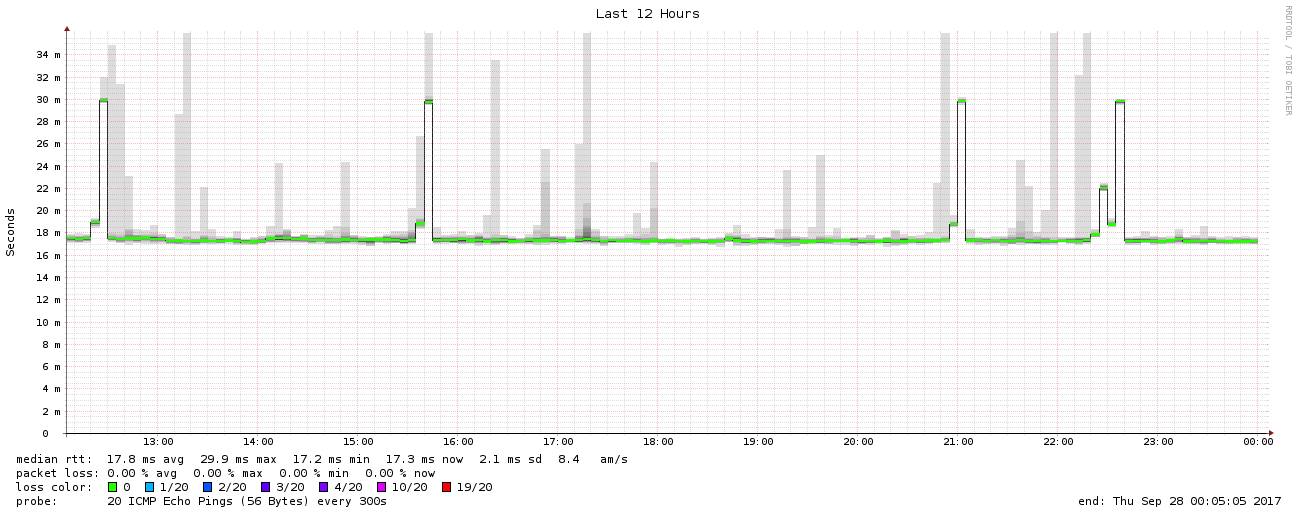 Last 12 Hours
RRDTOOL / TOBI OETIKER
Seconds
34 m
32 m
30 m
28 m
26 m
24 m
22 m
20 m
18 m
16 m
14 m
12 m
10 m
8 m
6 m
4 m
2 m
0
13:00 14:00 15:00 16:00 17:00 18:00 19:00 20:00 21:00 22:00 23:00 00:00
median rtt: 17.8 ms avg 29.9 ms max 17.2 ms min 17.3 ms now 2.1 ms sd 8.4 am/s
packet loss: 0.00 % avg 0.00 % max 0.00 % min 0.00 % now
loss color: 0 1/20 2/20 3/20 4/20 10/20 19/20
probe: 20 ICMP Echo Pings (56 Bytes) every 300s end: Thu Sep 28 00:05:05 2017